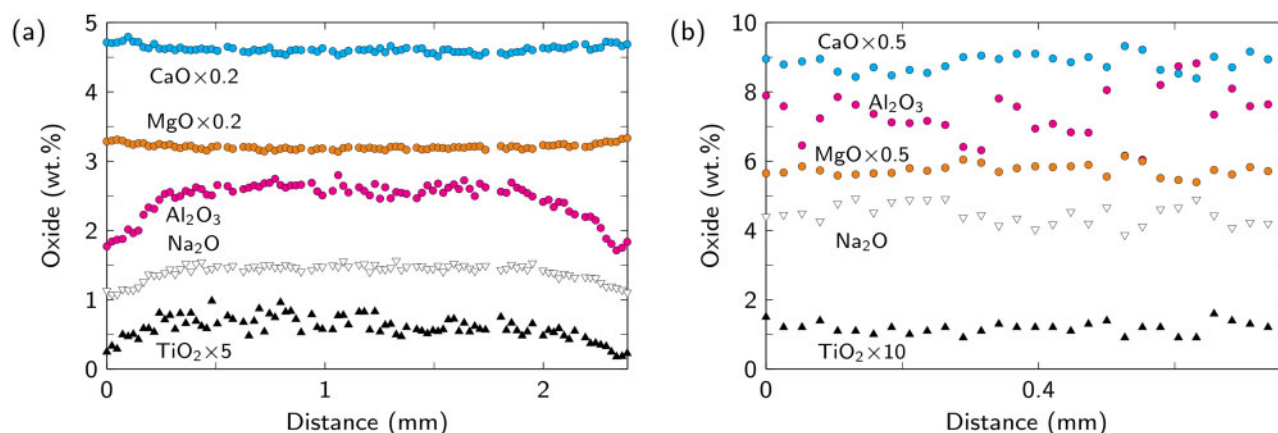 (a)
Oxide (wt.%)
5
4
3
2
1
0
CaO×0.2
MgO×0.2
Al₂O₃
Na₂O
TiO₂×5
0
1
2
Distance (mm)
(b)
Oxide (wt.%)
10
8
6
4
2
0
CaO×0.5
Al₂O₃
MgO×0.5
Na₂O
TiO₂×10
0
0.4
Distance (mm)